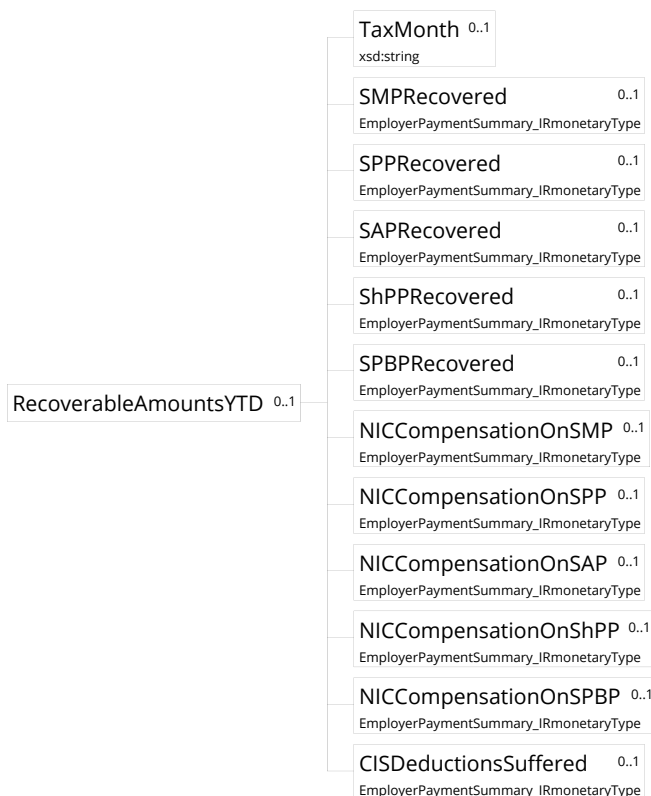 TaxMonth 0..1
xsd:string
SMPRecovered 0..1
EmployerPaymentSummary_IRmonetaryType
SPPRecovered 0..1
EmployerPaymentSummary_IRmonetaryType
SAPRecovered 0..1
EmployerPaymentSummary_IRmonetaryType
ShPPRecovered 0..1
EmployerPaymentSummary_IRmonetaryType
SPBPRecovered 0..1
EmployerPaymentSummary_IRmonetaryType
RecoverableAmountsYTD 0..1
NICCompensationOnSMP 0..1
EmployerPaymentSummary_IRmonetaryType
NICCompensationOnSPP 0..1
EmployerPaymentSummary_IRmonetaryType
NICCompensationOnSAP 0..1
EmployerPaymentSummary_IRmonetaryType
NICCompensationOnShPP 0..1
EmployerPaymentSummary_IRmonetaryType
NICCompensationOnSPBP 0..1
EmployerPaymentSummary_IRmonetaryType
CISDeductionsSuffered 0..1
EmployerPaymentSummary_IRmonetaryType